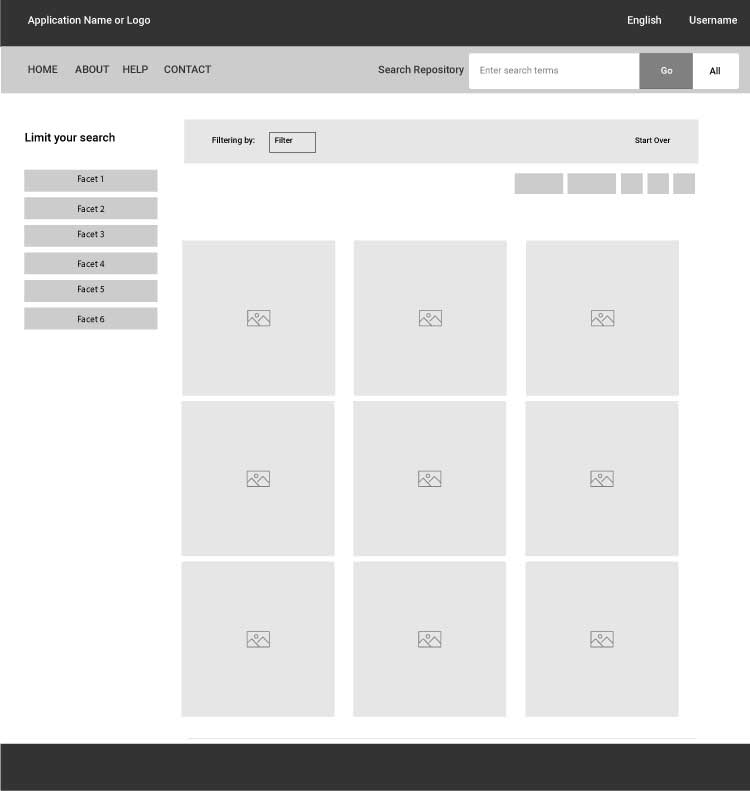 Application Name or Logo English Username
HOME ABOUT HELP CONTACT Search Repository Enter search terms Go All
Limit your search
Filtering by: Filter Start Over
Facet 1
Facet 2
Facet 3
Facet 4
Facet 5
Facet 6